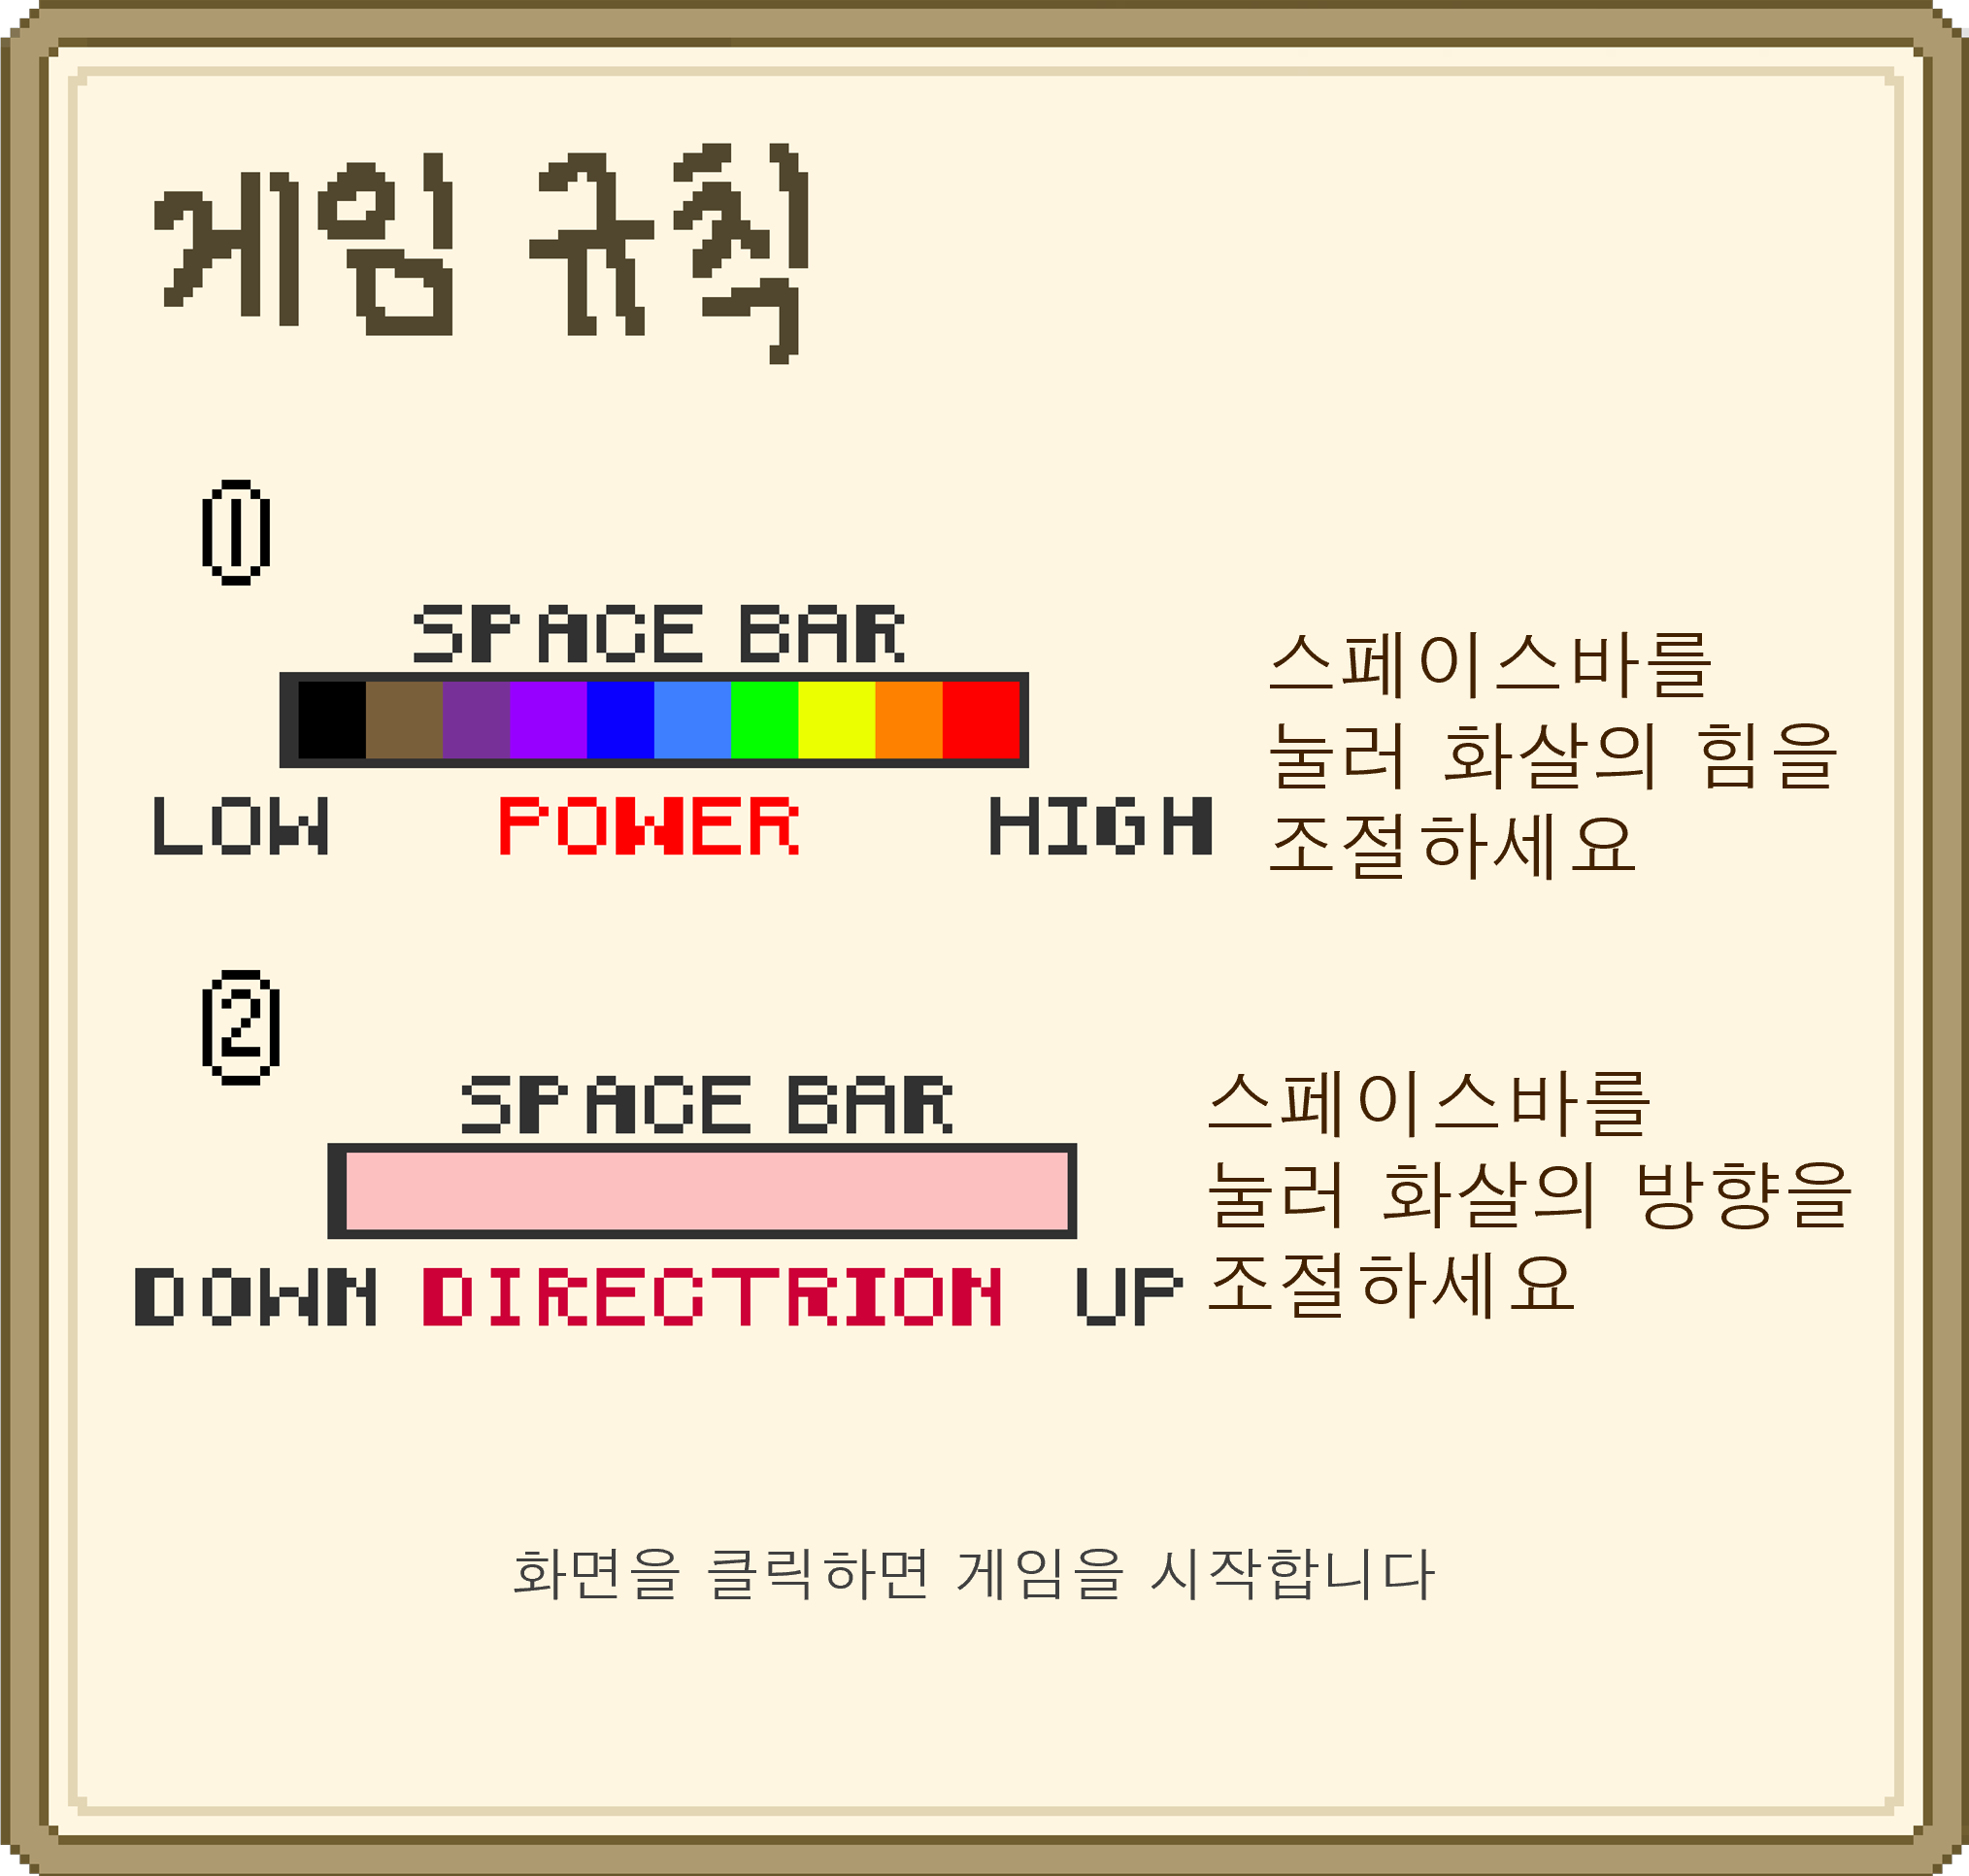 게임 규칙
①
SPACE BAR
LOW POWER HIGH
스페이스바를
눌러 화살의 힘을
조절하세요
②
SPACE BAR
DOWN DIRECTRION UP
스페이스바를
눌러 화살의 방향을
조절하세요
화면을 클릭하면 게임을 시작합니다